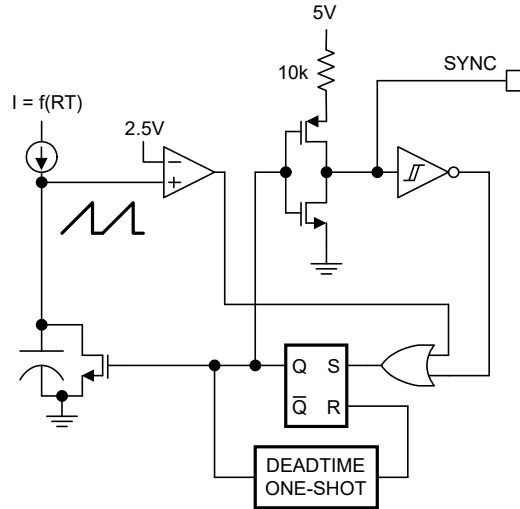 5V
SYNC
10k
I = f(RT)
2.5V
−
+
Q S
Q̅ R
DEADTIME
ONE-SHOT